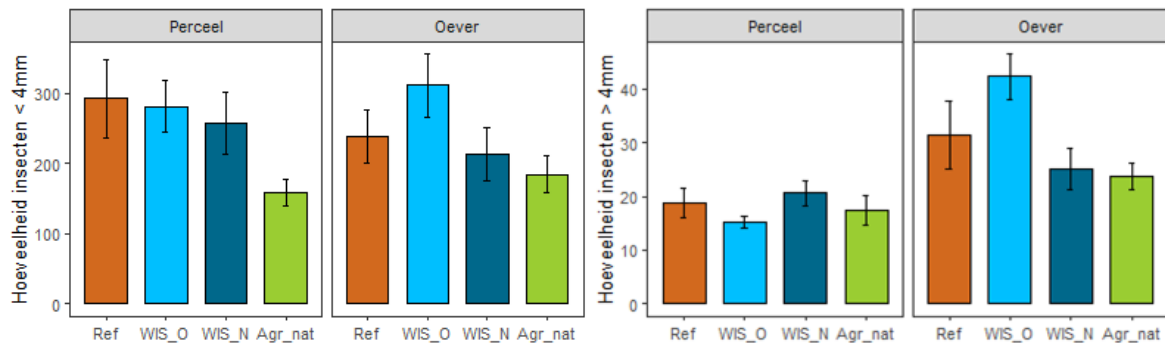 Perceel
Oever
Hoeveelheid insecten < 4mm
300
200
100
0
Ref WIS_O WIS_N Agr_nat
Ref WIS_O WIS_N Agr_nat
Perceel
Oever
Hoeveelheid insecten > 4mm
40
30
20
10
0
Ref WIS_O WIS_N Agr_nat
Ref WIS_O WIS_N Agr_nat